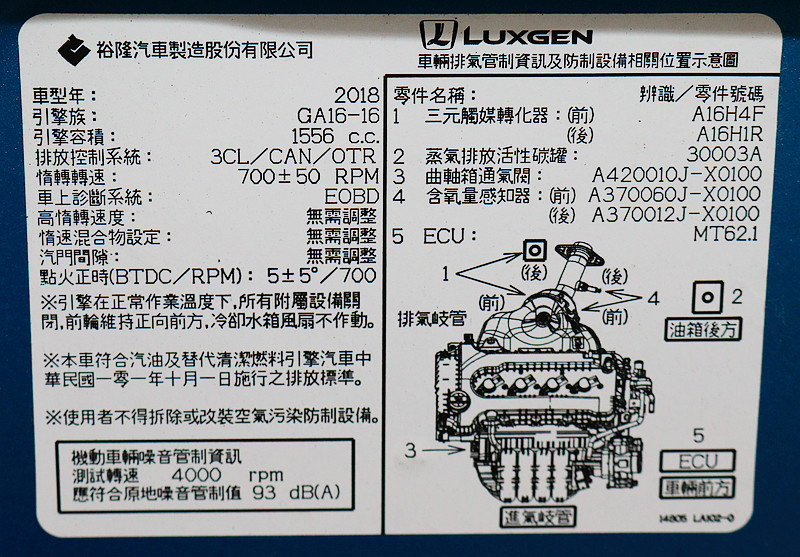 裕隆汽車製造股份有限公司
LUXGEN
車輛排氣管制資訊及防制設備相關位置示意圖
車型年： 2018
引擎族： GA16-16
引擎容積： 1556 c.c.
排放控制系統： 3CL/CAN/OTR
惰轉轉速： 700±50 RPM
車上診斷系統： EOBD
高惰轉速度： 無需調整
惰速混合物設定： 無需調整
汽門間隙： 無需調整
點火正時(BTDC/RPM)： 5±5°/700
※引擎在正常作業溫度下,所有附屬設備關
閉,前輪維持正向前方,冷卻水箱風扇不作動。
※本車符合汽油及替代清潔燃料引擎汽車中
華民國一零一年十月一日施行之排放標準。
※使用者不得拆除或改裝空氣污染防制設備。
機動車輛噪音管制資訊
測試轉速 4000 rpm
應符合原地噪音管制值 93 dB(A)
零件名稱： 辨識／零件號碼
1 三元觸媒轉化器：(前) A16H4F
(後) A16H1R
2 蒸氣排放活性碳罐： 30003A
3 曲軸箱通氣閥： A420010J-X0100
4 含氧量感知器：(前) A370060J-X0100
(後) A370012J-X0100
5 ECU： MT62.1
1
(後)
(後)
(前)
4
(前)
2
油箱後方
排氣岐管
3
5
ECU
車輛前方
進氣岐管
14805 LA102-0